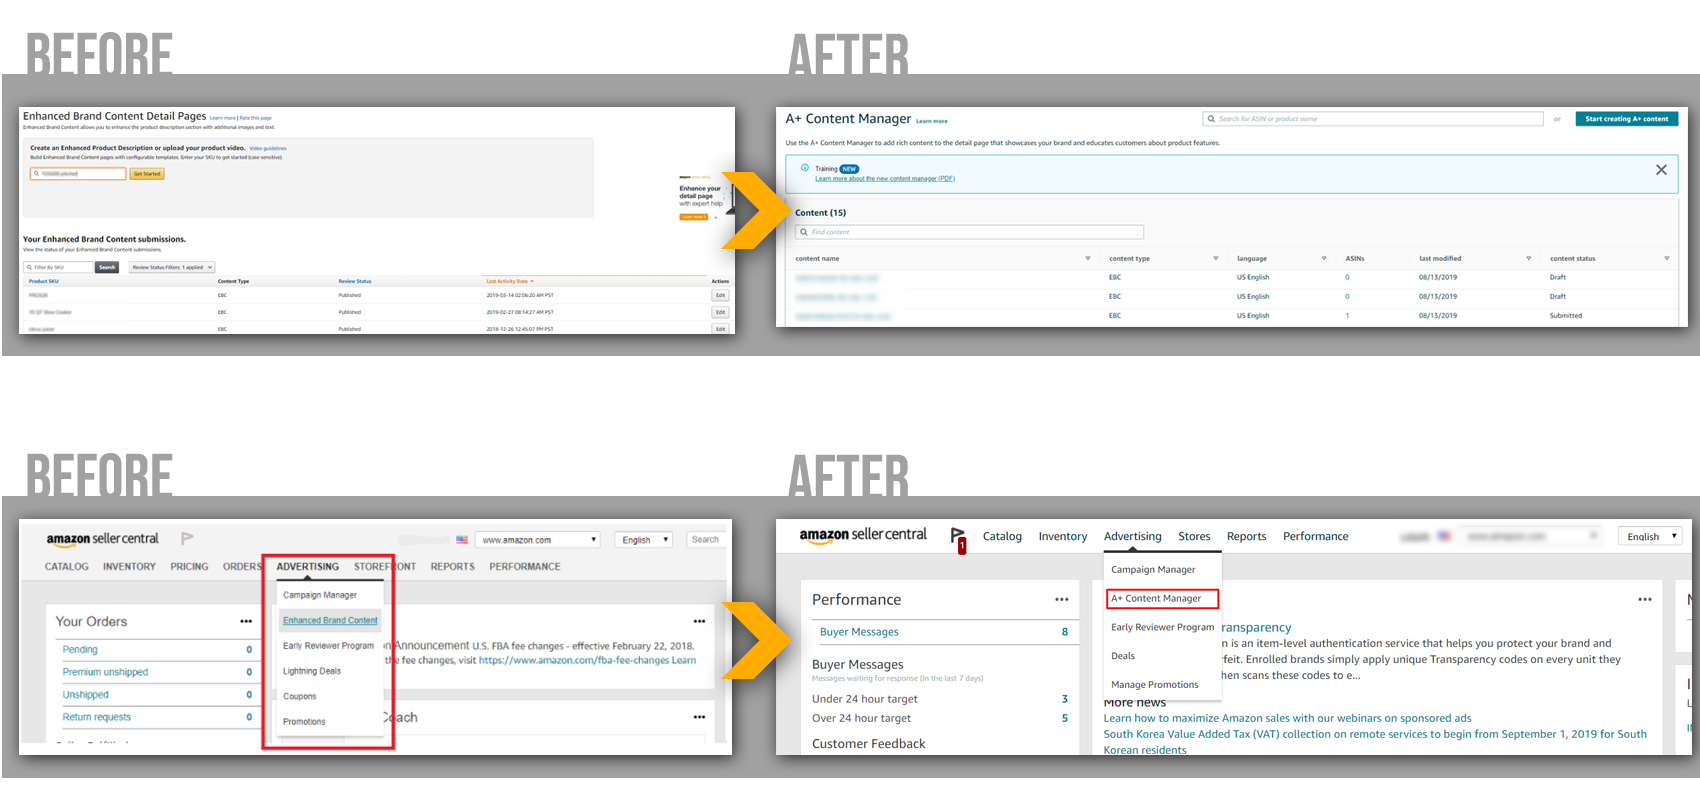 BEFORE
AFTER
Enhanced Brand Content Detail Pages Learn more | Rate this page
Enhanced Brand Content allows you to enhance the product description section with additional images and text.
Create an Enhanced Product Description or upload your product video. Video guidelines
Build Enhanced Brand Content pages with configurable templates. Enter your SKU to get started (case sensitive).
Get Started
Enhance your
detail page
with expert help
Learn more
Your Enhanced Brand Content submissions.
View the status of your Enhanced Brand Content submissions.
Filter By SKU Search Review Status Filters: 1 applied
Product SKU Content Type Review Status Last Activity Date Actions
EBC Published 2019-03-14 02:06:20 AM PST Edit
EBC Published 2019-02-27 08:14:27 AM PST Edit
EBC Published 2018-12-26 12:45:07 PM PST Edit
A+ Content Manager Learn more
Search for ASIN or product name or Start creating A+ content
Use the A+ Content Manager to add rich content to the detail page that showcases your brand and educates customers about product features.
Training NEW
Learn more about the new content manager (PDF)
Content (15)
Find content
content name content type language ASINs last modified content status
EBC US English 0 08/13/2019 Draft
EBC US English 0 08/13/2019 Draft
EBC US English 1 08/13/2019 Submitted
BEFORE
AFTER
amazon seller central www.amazon.com English Search
CATALOG INVENTORY PRICING ORDERS ADVERTISING STOREFRONT REPORTS PERFORMANCE
Campaign Manager
Enhanced Brand Content
Early Reviewer Program
Lightning Deals
Coupons
Promotions
Your Orders
Pending 0
Premium unshipped 0
Unshipped 0
Return requests 0
n Announcement U.S. FBA fee changes - effective February 22, 2018.
the fee changes, visit https://www.amazon.com/fba-fee-changes Learn
Coach
amazon seller central 1 Catalog Inventory Advertising Stores Reports Performance English
Campaign Manager
A+ Content Manager
Early Reviewer Program
Deals
Manage Promotions
Performance
Buyer Messages 8
Buyer Messages
Messages waiting for response (In the last 7 days)
Under 24 hour target 3
Over 24 hour target 5
Customer Feedback
ransparency
n is an item-level authentication service that helps you protect your brand and
feit. Enrolled brands simply apply unique Transparency codes on every unit they
hen scans these codes to e...
More news
Learn how to maximize Amazon sales with our webinars on sponsored ads
South Korea Value Added Tax (VAT) collection on remote services to begin from September 1, 2019 for South
Korean residents